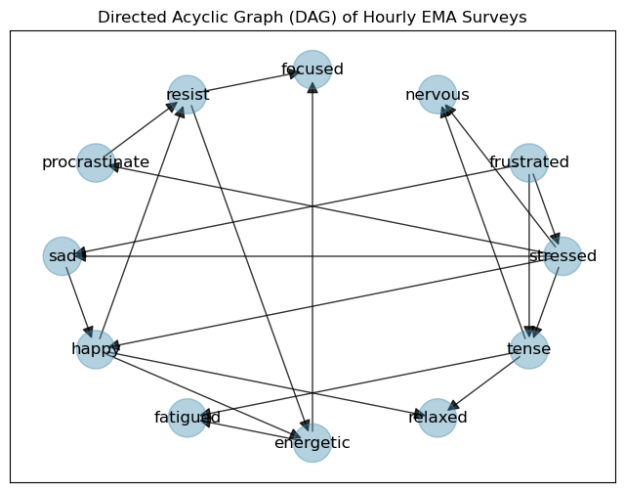 Directed Acyclic Graph (DAG) of Hourly EMA Surveys
focused
resist
nervous
procrastinate
frustrated
sad
stressed
happy
tense
fatigued
relaxed
energetic